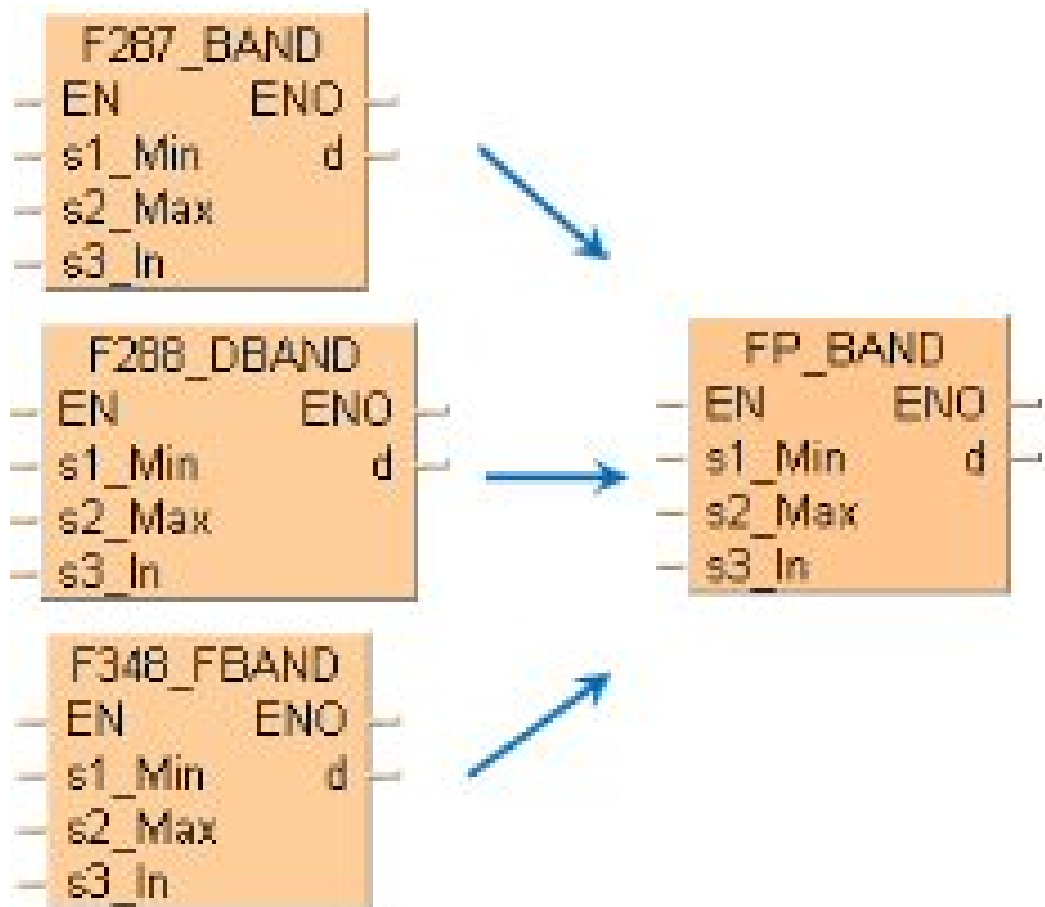 F287_BAND
EN ENO
s1_Min d
s2_Max
s3_In
F288_DBAND
EN ENO
s1_Min d
s2_Max
s3_In
F348_FBAND
EN ENO
s1_Min d
s2_Max
s3_In
FP_BAND
EN ENO
s1_Min d
s2_Max
s3_In